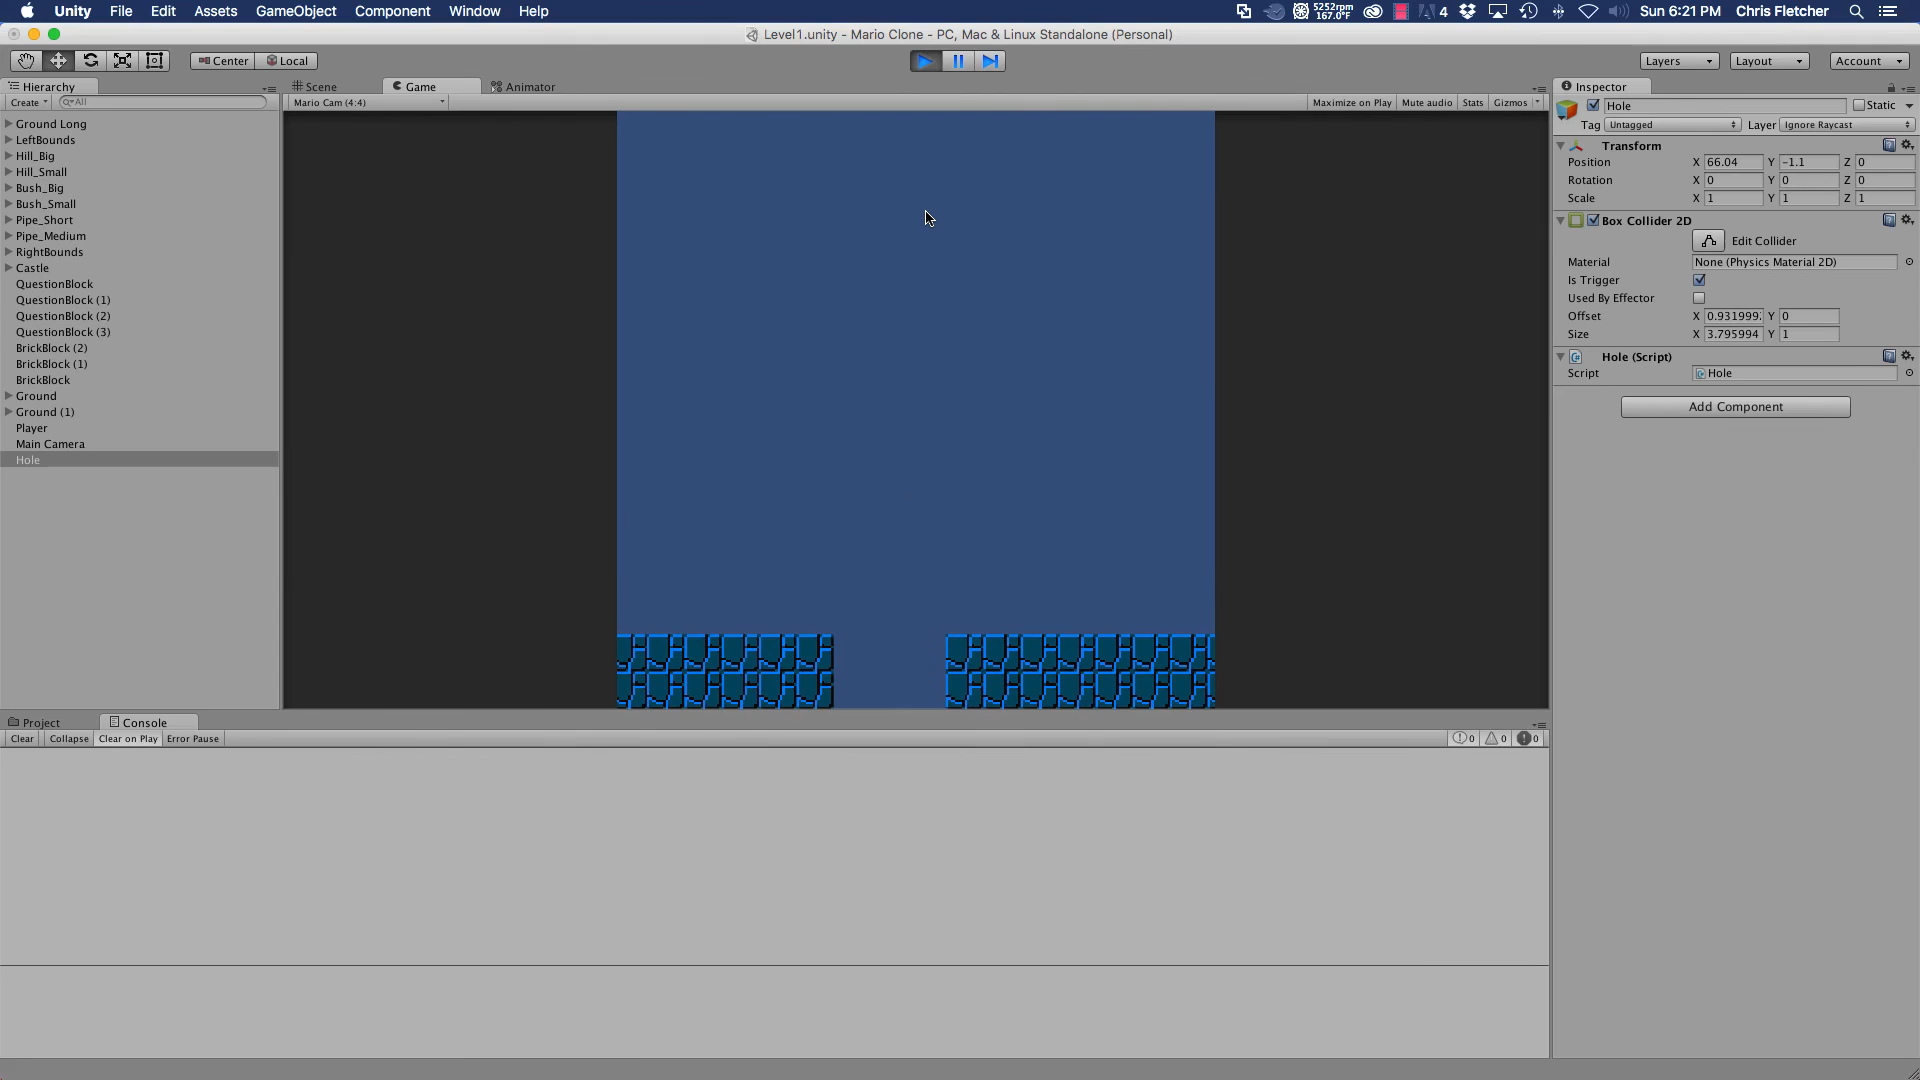 Unity File Edit Assets GameObject Component Window Help 5252rpm 167.0°F 4 Sun 6:21 PM Chris Fletcher
Level1.unity - Mario Clone - PC, Mac & Linux Standalone (Personal)
Center Local Layers Layout Account
Hierarchy
Create All
Ground Long
LeftBounds
Hill_Big
Hill_Small
Bush_Big
Bush_Small
Pipe_Short
Pipe_Medium
RightBounds
Castle
QuestionBlock
QuestionBlock (1)
QuestionBlock (2)
QuestionBlock (3)
BrickBlock (2)
BrickBlock (1)
BrickBlock
Ground
Ground (1)
Player
Main Camera
Hole
Scene Game Animator
Mario Cam (4:4) Maximize on Play Mute audio Stats Gizmos
Inspector
Hole Static
Tag Untagged Layer Ignore Raycast
Transform
Position X 66.04 Y -1.1 Z 0
Rotation X 0 Y 0 Z 0
Scale X 1 Y 1 Z 1
Box Collider 2D
Edit Collider
Material None (Physics Material 2D)
Is Trigger
Used By Effector
Offset X 0.931999 Y 0
Size X 3.795994 Y 1
Hole (Script)
Script Hole
Add Component
Project Console
Clear Collapse Clear on Play Error Pause 0 0 0